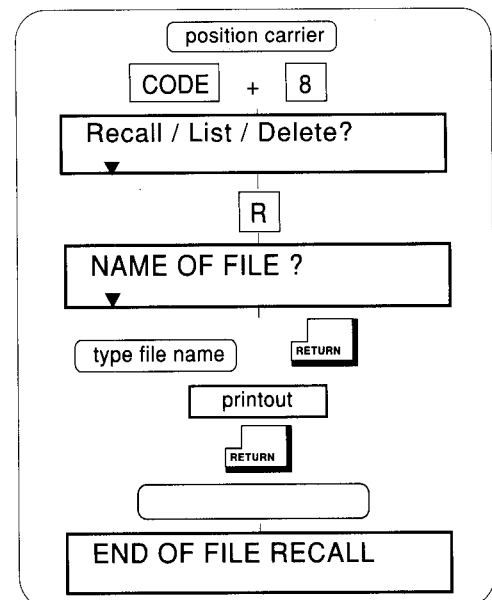 position carrier
CODE + 8
Recall / List / Delete?
R
NAME OF FILE ?
type file name RETURN
printout
RETURN
END OF FILE RECALL